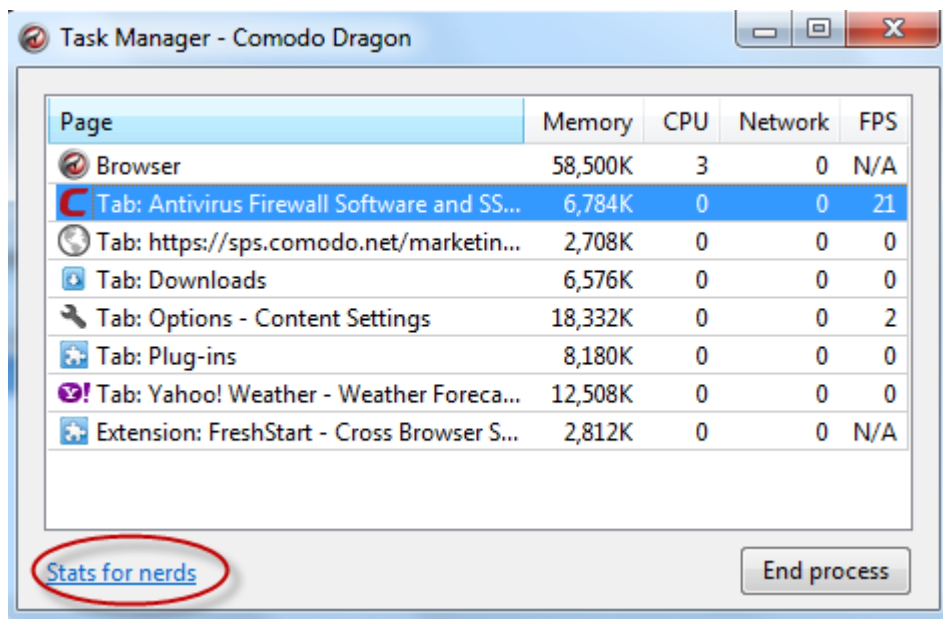 Task Manager - Comodo Dragon
Page Memory CPU Network FPS
Browser 58,500K 3 0 N/A
Tab: Antivirus Firewall Software and SS... 6,784K 0 0 21
Tab: https://sps.comodo.net/marketin... 2,708K 0 0 0
Tab: Downloads 6,576K 0 0 0
Tab: Options - Content Settings 18,332K 0 0 2
Tab: Plug-ins 8,180K 0 0 0
Tab: Yahoo! Weather - Weather Foreca... 12,508K 0 0 0
Extension: FreshStart - Cross Browser S... 2,812K 0 0 N/A
Stats for nerds End process